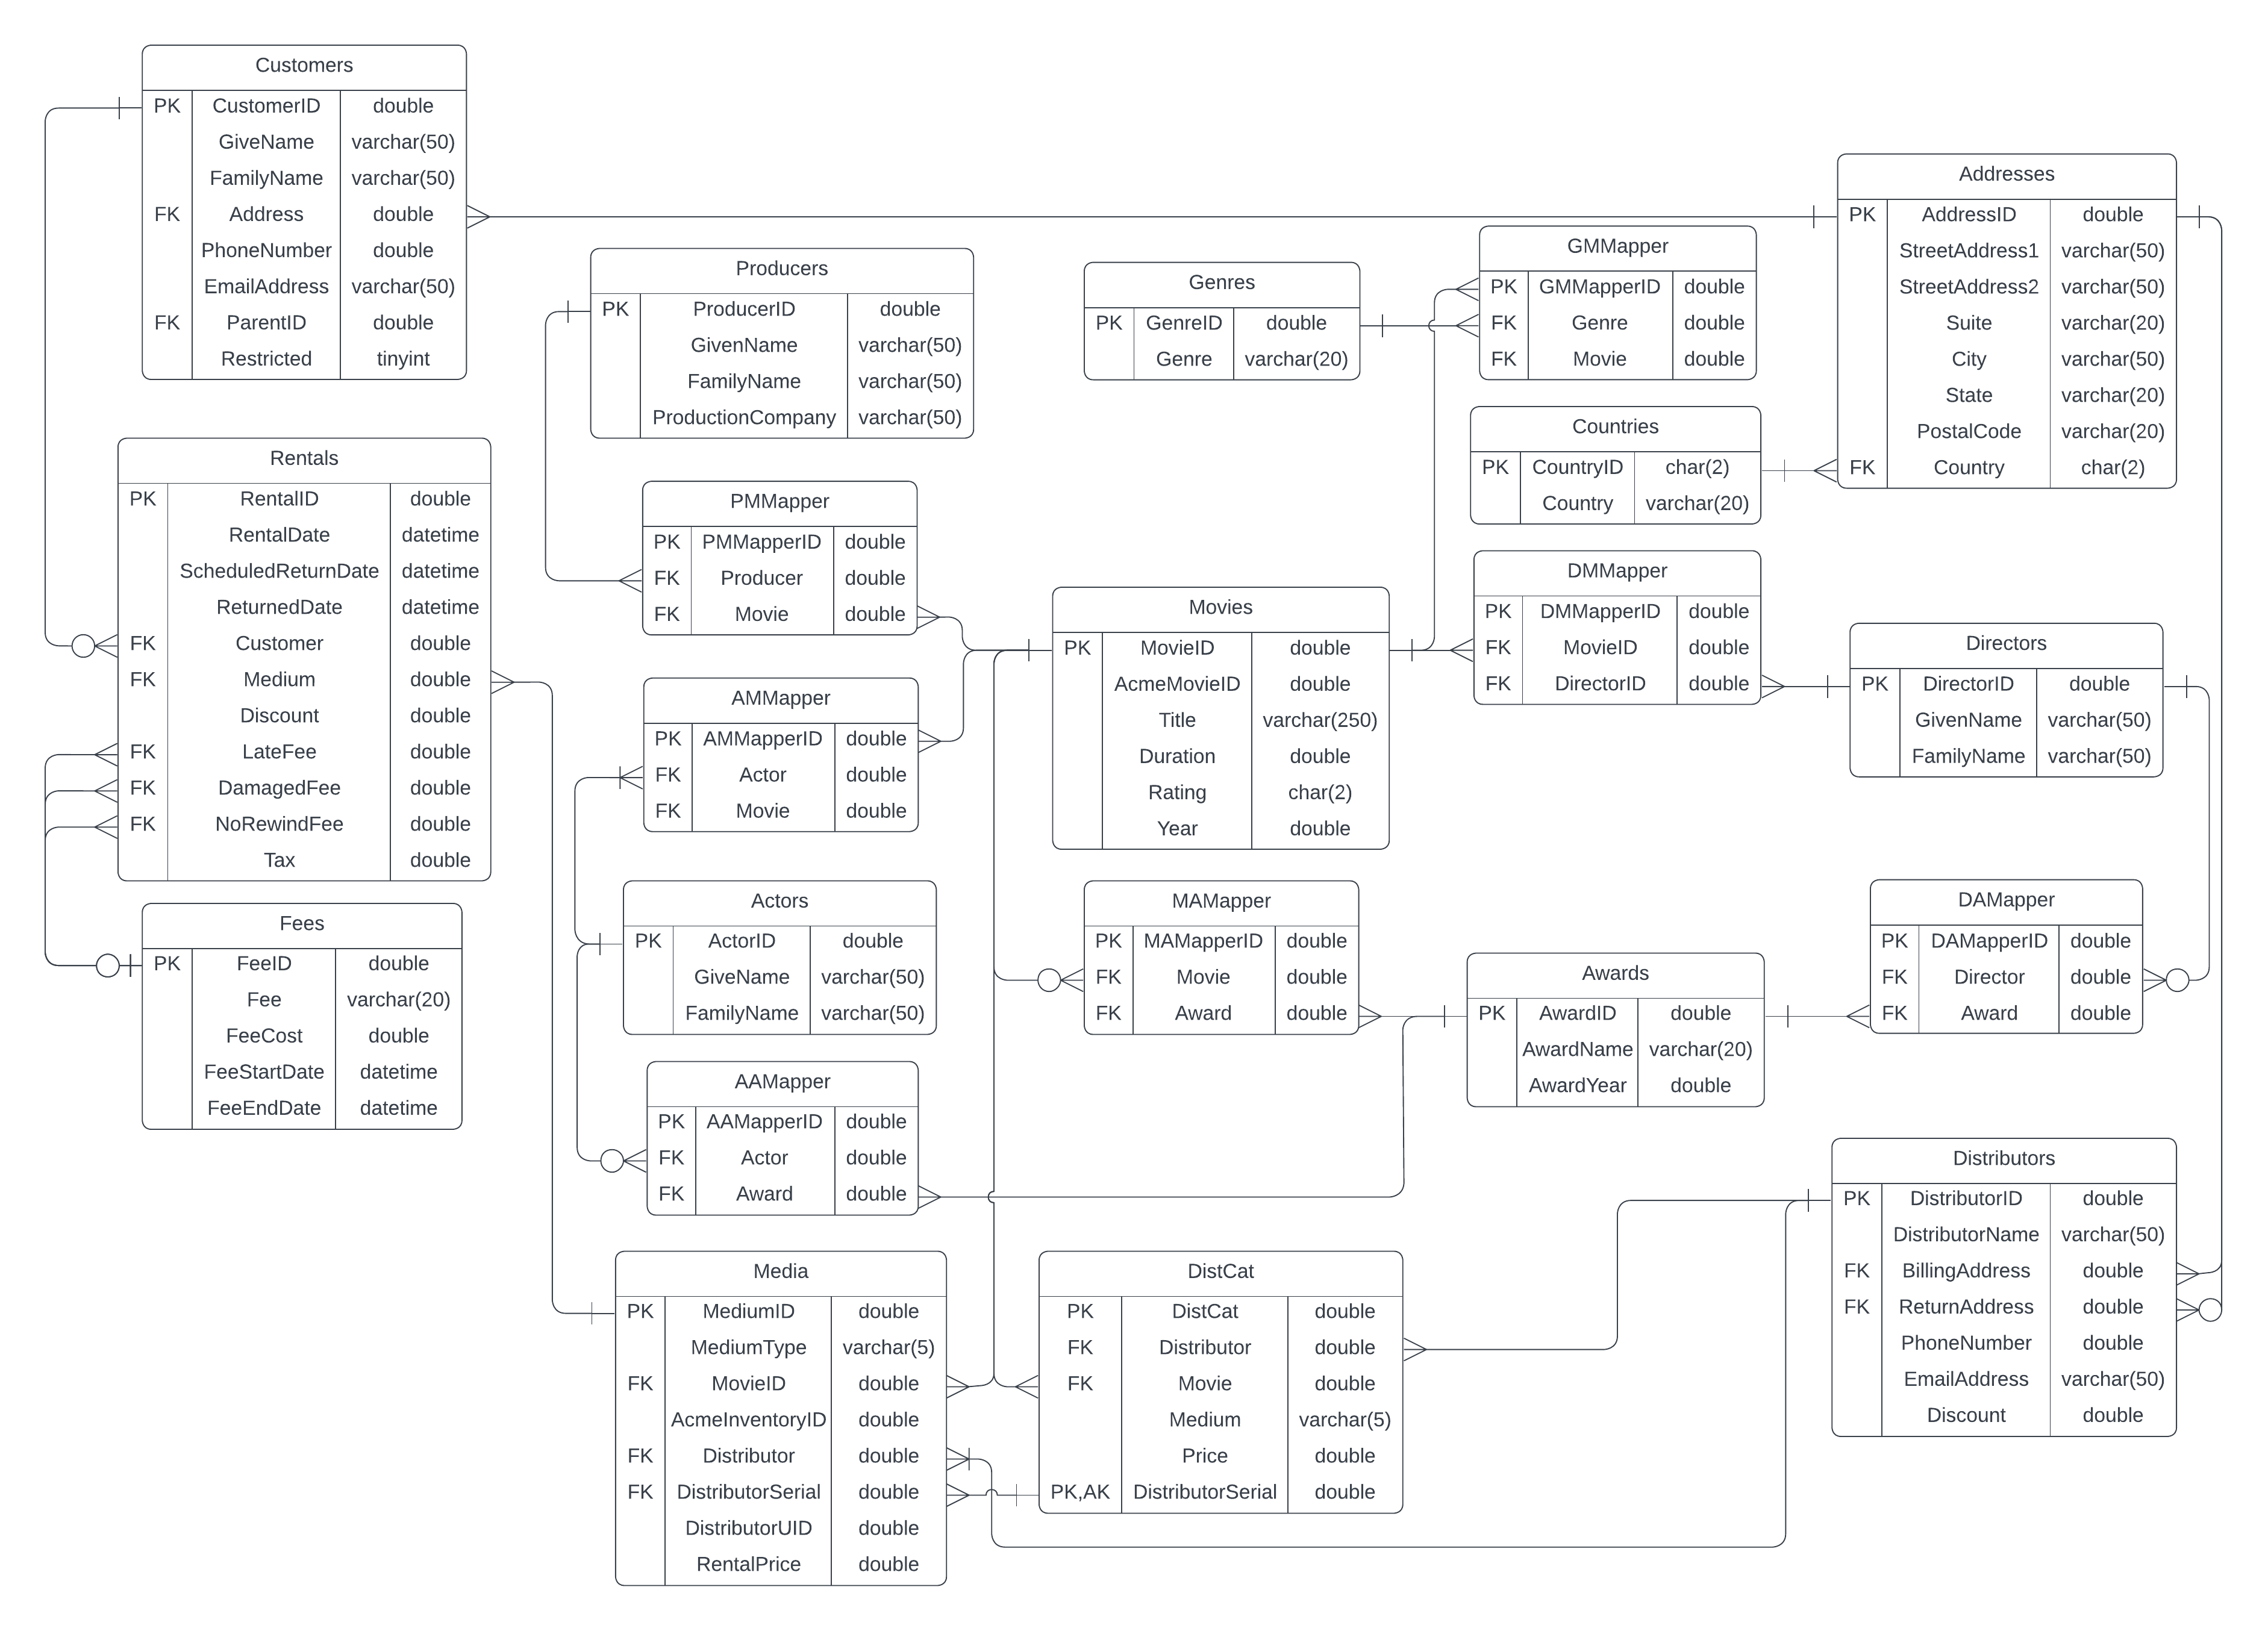 Customers
PK CustomerID double
GiveName varchar(50)
FamilyName varchar(50)
FK Address double
PhoneNumber double
EmailAddress varchar(50)
FK ParentID double
Restricted tinyint
Addresses
PK AddressID double
StreetAddress1 varchar(50)
StreetAddress2 varchar(50)
Suite varchar(20)
City varchar(50)
State varchar(20)
PostalCode varchar(20)
FK Country char(2)
Producers
PK ProducerID double
GivenName varchar(50)
FamilyName varchar(50)
ProductionCompany varchar(50)
Genres
PK GenreID double
Genre varchar(20)
GMMapper
PK GMMapperID double
FK Genre double
FK Movie double
Countries
PK CountryID char(2)
Country varchar(20)
Rentals
PK RentalID double
RentalDate datetime
ScheduledReturnDate datetime
ReturnedDate datetime
FK Customer double
FK Medium double
Discount double
FK LateFee double
FK DamagedFee double
FK NoRewindFee double
Tax double
PMMapper
PK PMMapperID double
FK Producer double
FK Movie double
Movies
PK MovieID double
AcmeMovieID double
Title varchar(250)
Duration double
Rating char(2)
Year double
DMMapper
PK DMMapperID double
FK MovieID double
FK DirectorID double
Directors
PK DirectorID double
GivenName varchar(50)
FamilyName varchar(50)
AMMapper
PK AMMapperID double
FK Actor double
FK Movie double
Fees
PK FeeID double
Fee varchar(20)
FeeCost double
FeeStartDate datetime
FeeEndDate datetime
Actors
PK ActorID double
GiveName varchar(50)
FamilyName varchar(50)
MAMapper
PK MAMapperID double
FK Movie double
FK Award double
Awards
PK AwardID double
AwardName varchar(20)
AwardYear double
DAMapper
PK DAMapperID double
FK Director double
FK Award double
AAMapper
PK AAMapperID double
FK Actor double
FK Award double
Distributors
PK DistributorID double
DistributorName varchar(50)
FK BillingAddress double
FK ReturnAddress double
PhoneNumber double
EmailAddress varchar(50)
Discount double
Media
PK MediumID double
MediumType varchar(5)
FK MovieID double
AcmeInventoryID double
FK Distributor double
FK DistributorSerial double
DistributorUID double
RentalPrice double
DistCat
PK DistCat double
FK Distributor double
FK Movie double
Medium varchar(5)
Price double
PK,AK DistributorSerial double